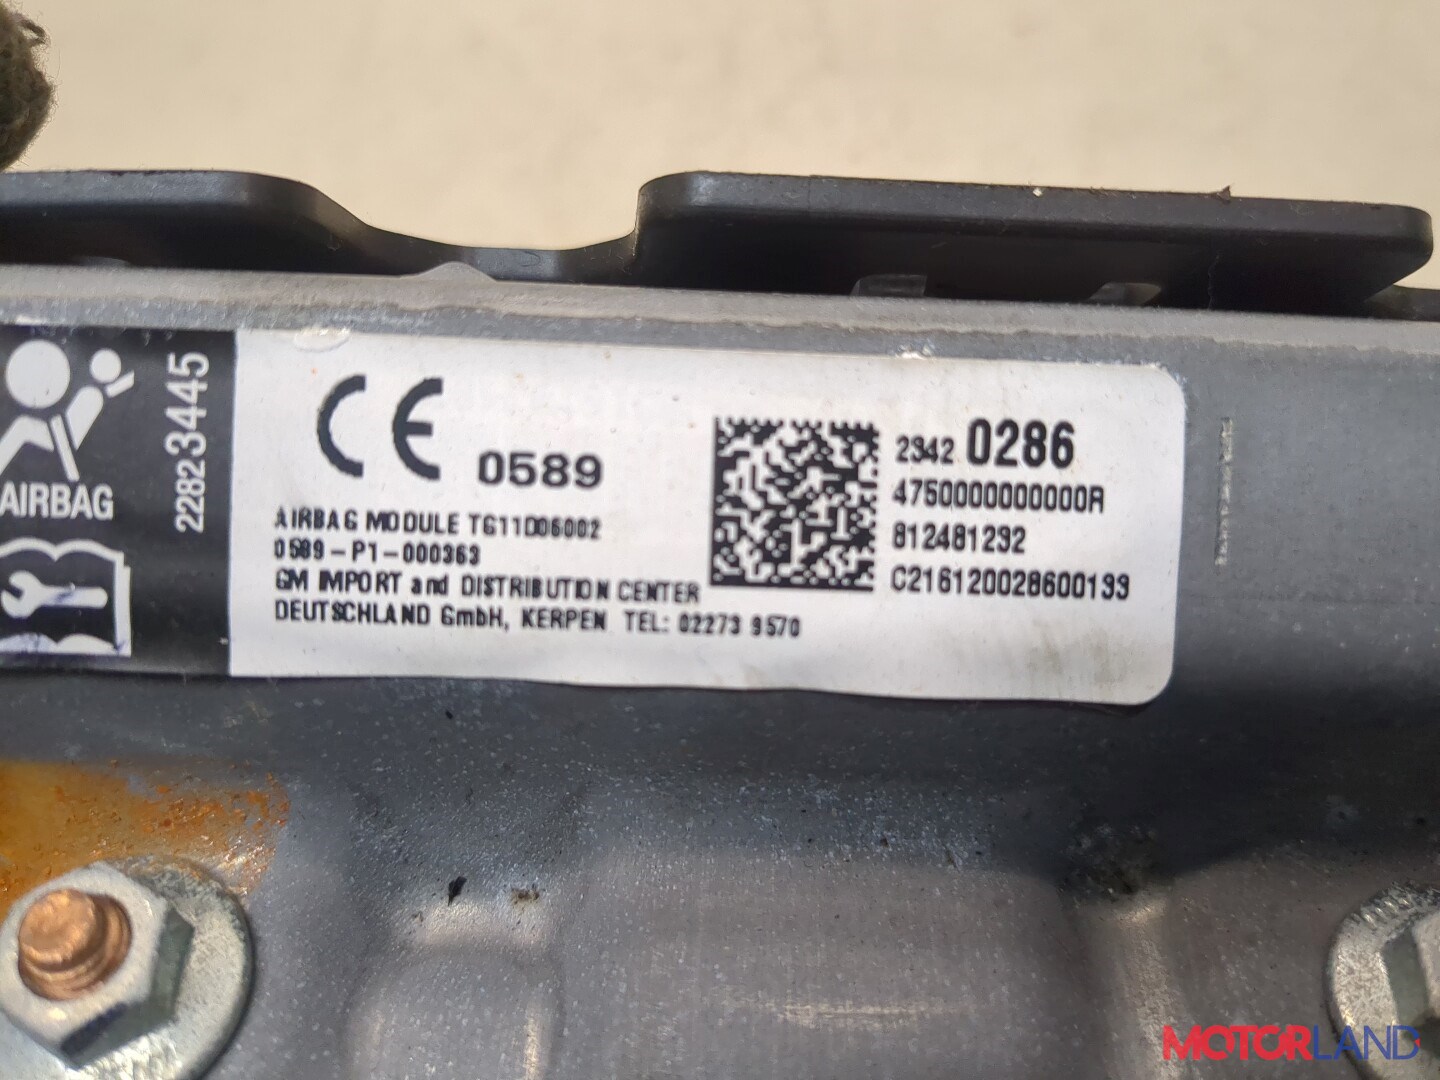 AIRBAG
22823445
CE 0589
AIRBAG MODULE TG11D06002
0589-P1-000363
GM IMPORT and DISTRIBUTION CENTER
DEUTSCHLAND GmbH, KERPEN TEL: 02273 9570
2342 0286
4750000000000R
812481232
C216120028600133
MOTORLAND